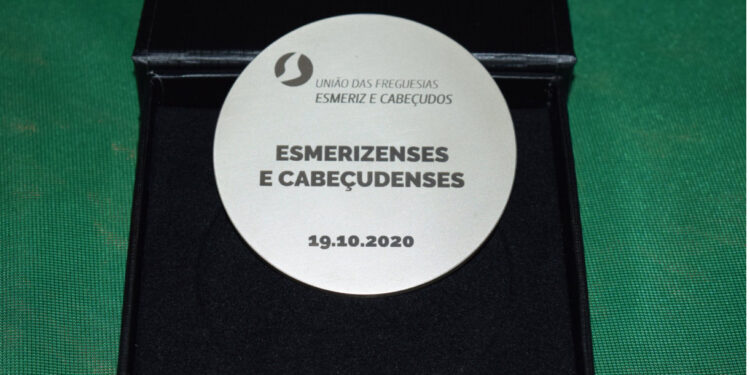 UNIÃO DAS FREGUESIAS
ESMERIZ E CABEÇUDOS
ESMERIZENSES
E CABEÇUDENSES
19.10.2020